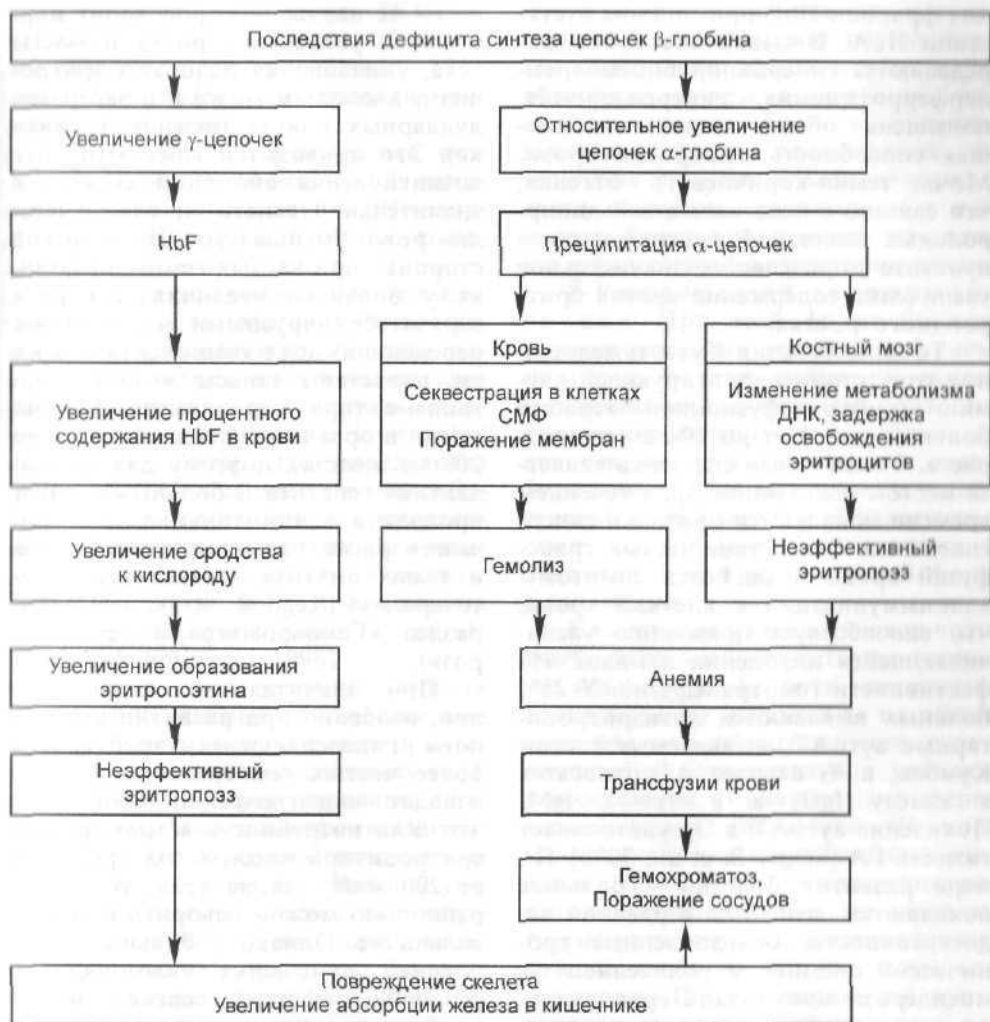 Последствия дефицита синтеза цепочек β-глобина
Увеличение γ-цепочек
Относительное увеличение
цепочек α-глобина
HbF
Преципитация α-цепочек
Увеличение процентного
содержания HbF в крови
Кровь
Секвестрация в клетках
СМФ
Поражение мембран
Костный мозг
Изменение метаболизма
ДНК, задержка
освобождения
эритроцитов
Увеличение сродства
к кислороду
Гемолиз
Неэффективный
эритропоэз
Увеличение образования
эритропоэтина
Анемия
Неэффективный
эритропоэз
Трансфузии крови
Гемохроматоз,
Поражение сосудов
Повреждение скелета
Увеличение абсорбции железа в кишечнике